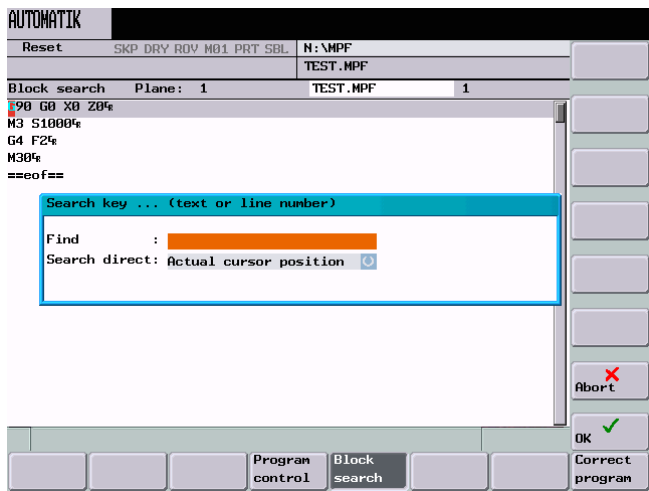 AUTOMATIK
Reset SKP DRY ROV M01 PRT SBL N:\MPF
TEST.MPF
Block search Plane: 1 TEST.MPF 1
G90 G0 X0 Z0
M3 S1000
G4 F2
M30
==eof==
Search key ... (text or line number)
Find :
Search direct: Actual cursor position
Abort
OK
Program control
Block search
Correct program